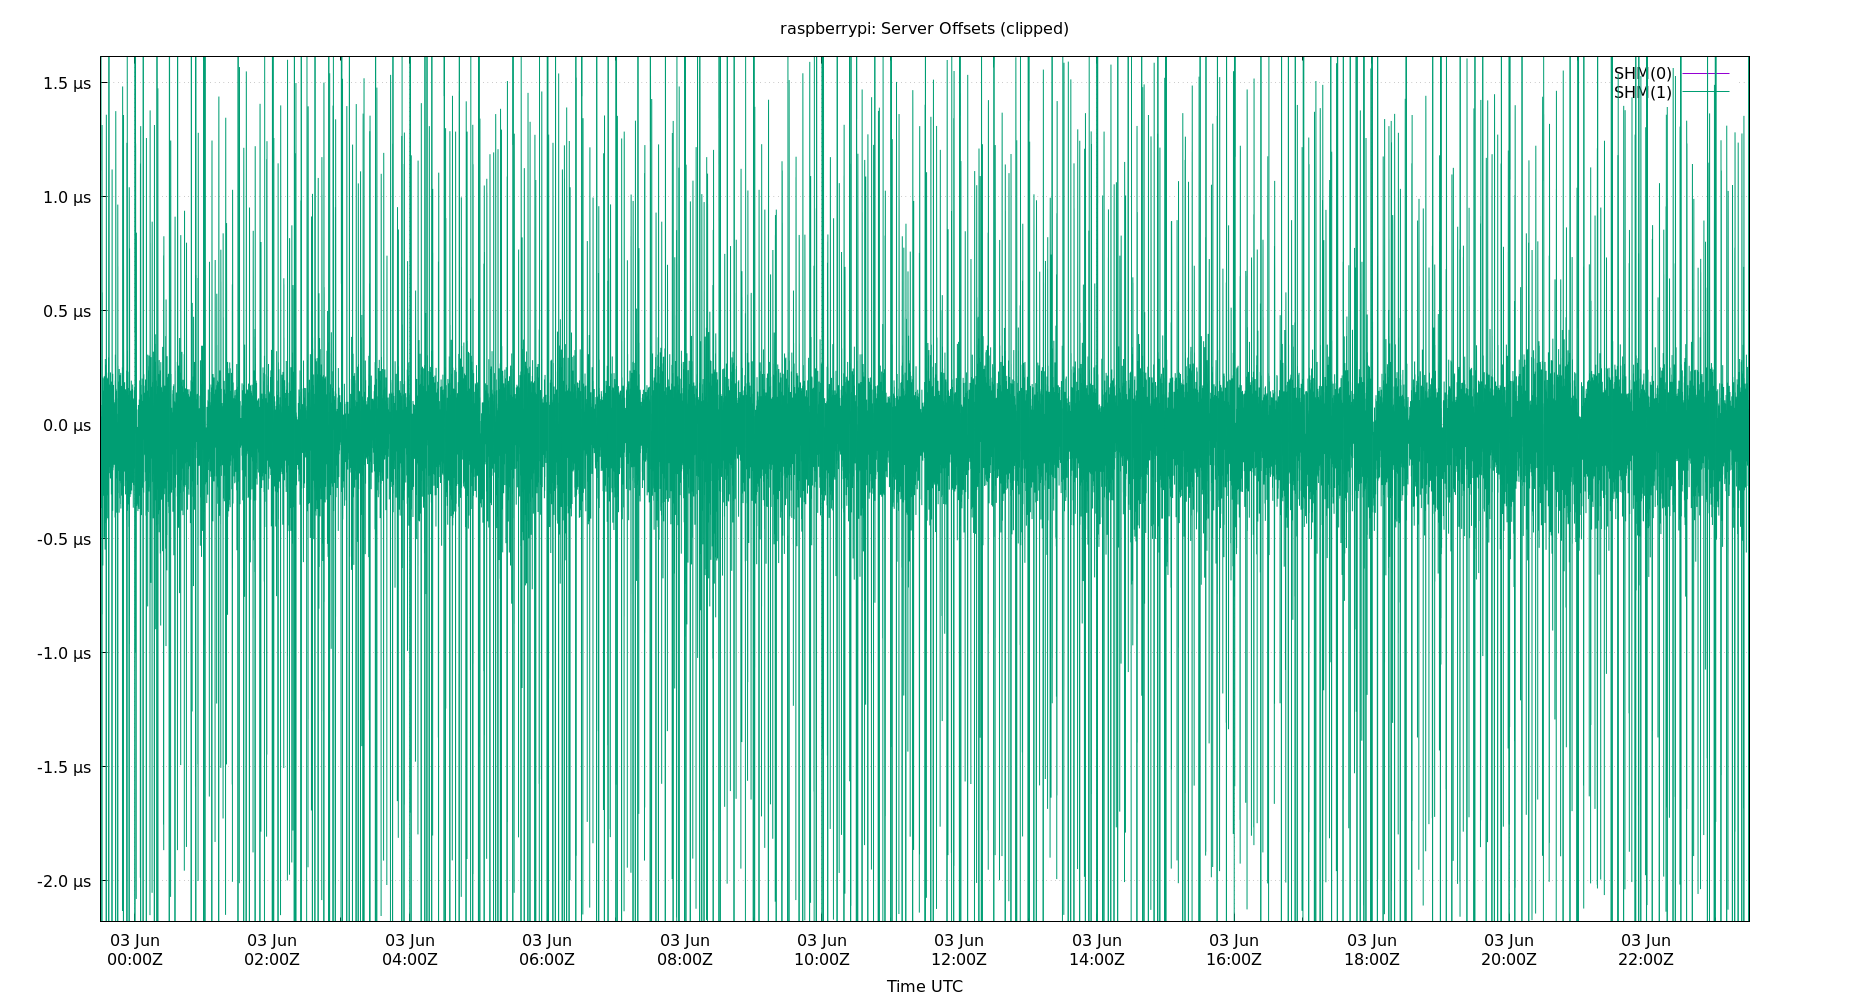 raspberrypi: Server Offsets (clipped)
SHM(0)
SHM(1)
1.5 µs
1.0 µs
0.5 µs
0.0 µs
-0.5 µs
-1.0 µs
-1.5 µs
-2.0 µs
03 Jun 03 Jun 03 Jun 03 Jun 03 Jun 03 Jun 03 Jun 03 Jun 03 Jun 03 Jun 03 Jun 03 Jun
00:00Z 02:00Z 04:00Z 06:00Z 08:00Z 10:00Z 12:00Z 14:00Z 16:00Z 18:00Z 20:00Z 22:00Z
Time UTC